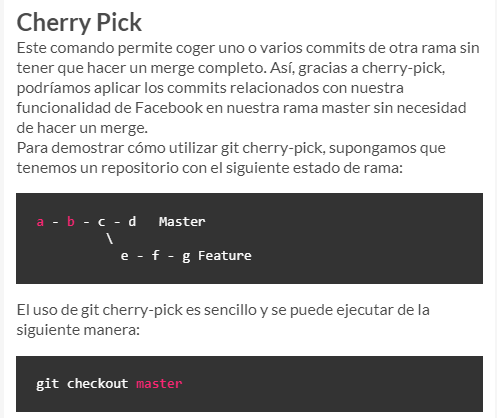 Cherry Pick
Este comando permite coger uno o varios commits de otra rama sin
tener que hacer un merge completo. Así, gracias a cherry-pick,
podríamos aplicar los commits relacionados con nuestra
funcionalidad de Facebook en nuestra rama master sin necesidad
de hacer un merge.
Para demostrar cómo utilizar git cherry-pick, supongamos que
tenemos un repositorio con el siguiente estado de rama:
a - b - c - d   Master
         \
           e - f - g Feature
El uso de git cherry-pick es sencillo y se puede ejecutar de la
siguiente manera:
git checkout master